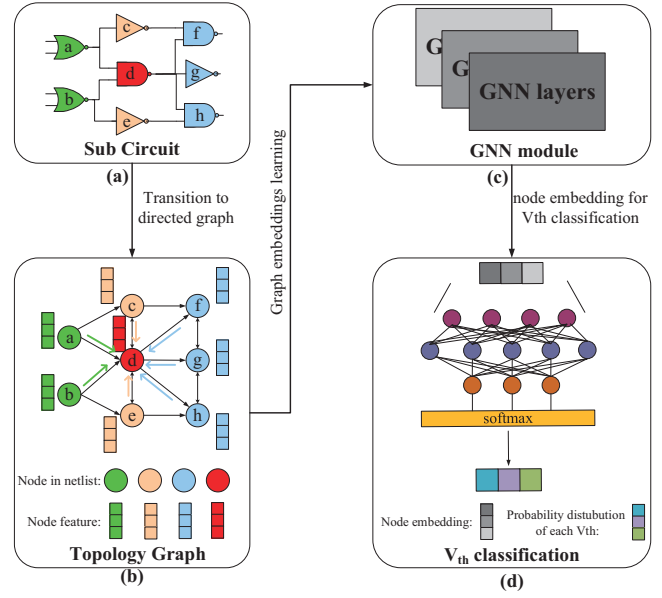 a
c
f
d
g
b
e
h
Sub Circuit
(a)
Transition to
directed graph
c
f
a
d
g
b
e
h
Node in netlist:
Node feature:
Topology Graph
(b)
Graph embeddings learning
G
G
GNN layers
GNN module
(c)
node embedding for
Vth classification
softmax
Node embedding:
Probability distubution
of each Vth:
Vth classification
(d)